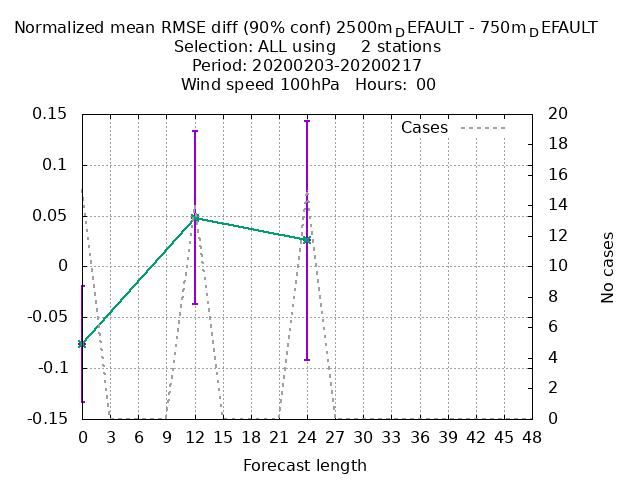 Normalized mean RMSE diff (90% conf) 2500m_DEFAULT - 750m_DEFAULT
Selection: ALL using 2 stations
Period: 20200203-20200217
Wind speed 100hPa Hours: 00
0.15
0.1
0.05
0
-0.05
-0.1
-0.15
20
18
16
14
12
10
8
6
4
2
0
Cases
No cases
0 3 6 9 12 15 18 21 24 27 30 33 36 39 42 45 48
Forecast length